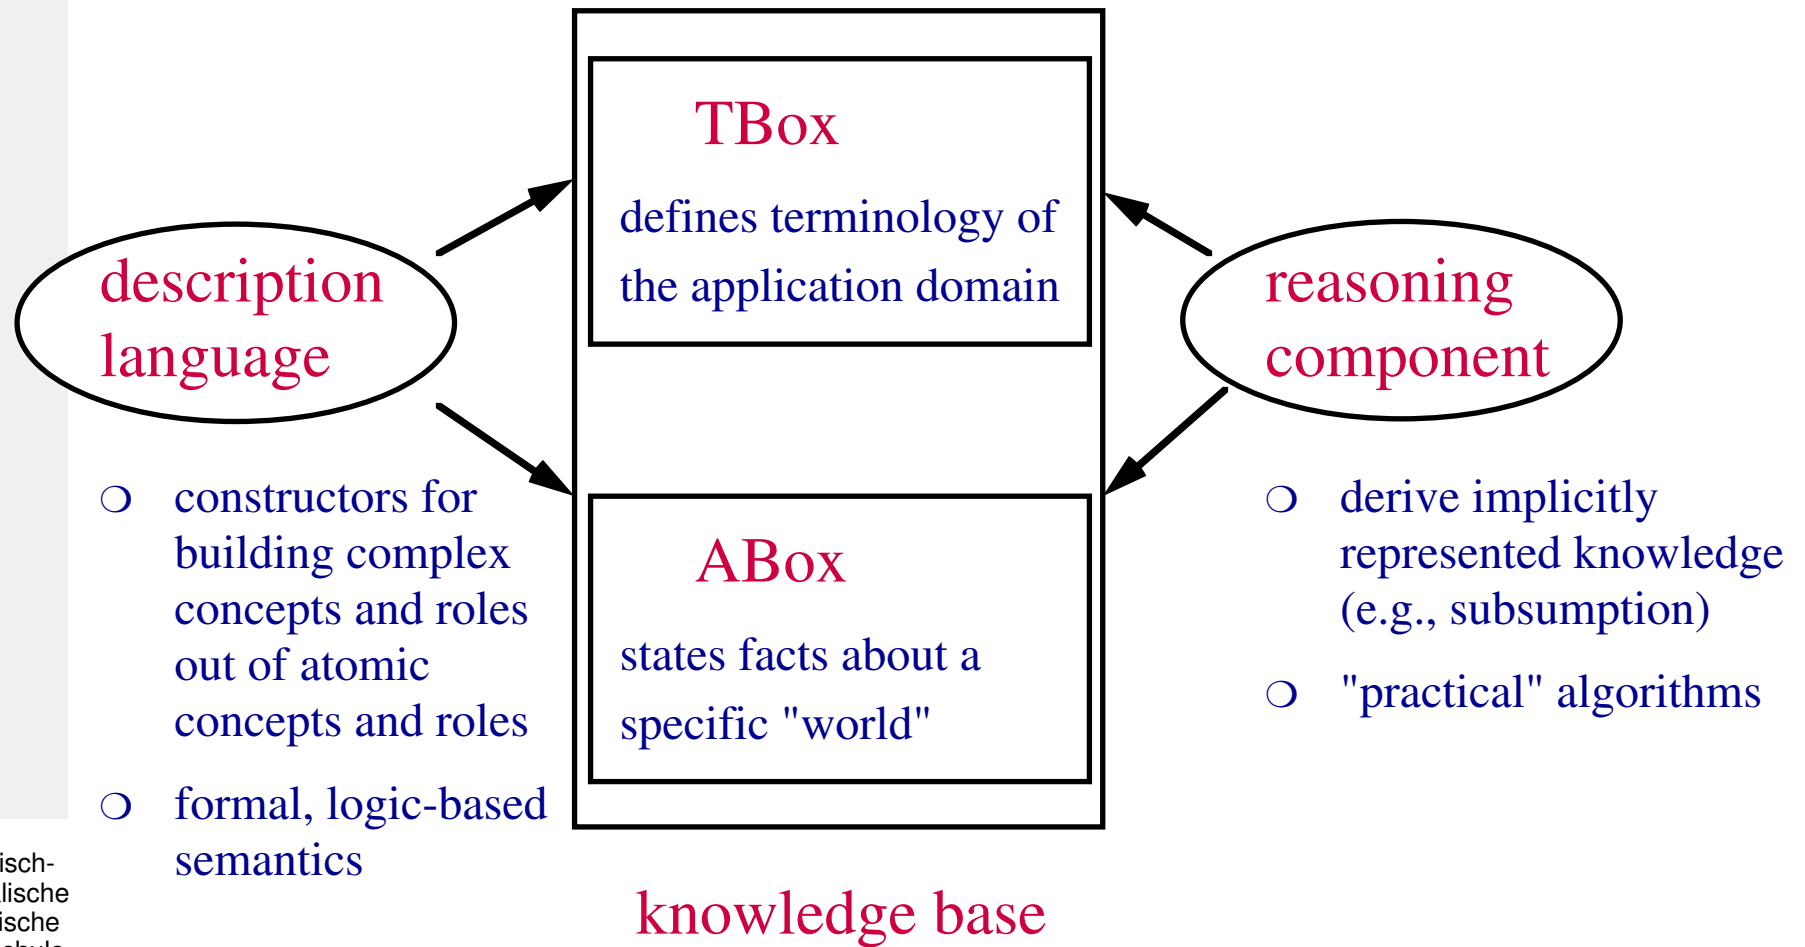 TBox
defines terminology of
the application domain
description
language
reasoning
component
❍ constructors for
building complex
concepts and roles
out of atomic
concepts and roles
❍ formal, logic-based
semantics
ABox
states facts about a
specific "world"
❍ derive implicitly
represented knowledge
(e.g., subsumption)
❍ "practical" algorithms
isch-
lische
ische
knowledge base